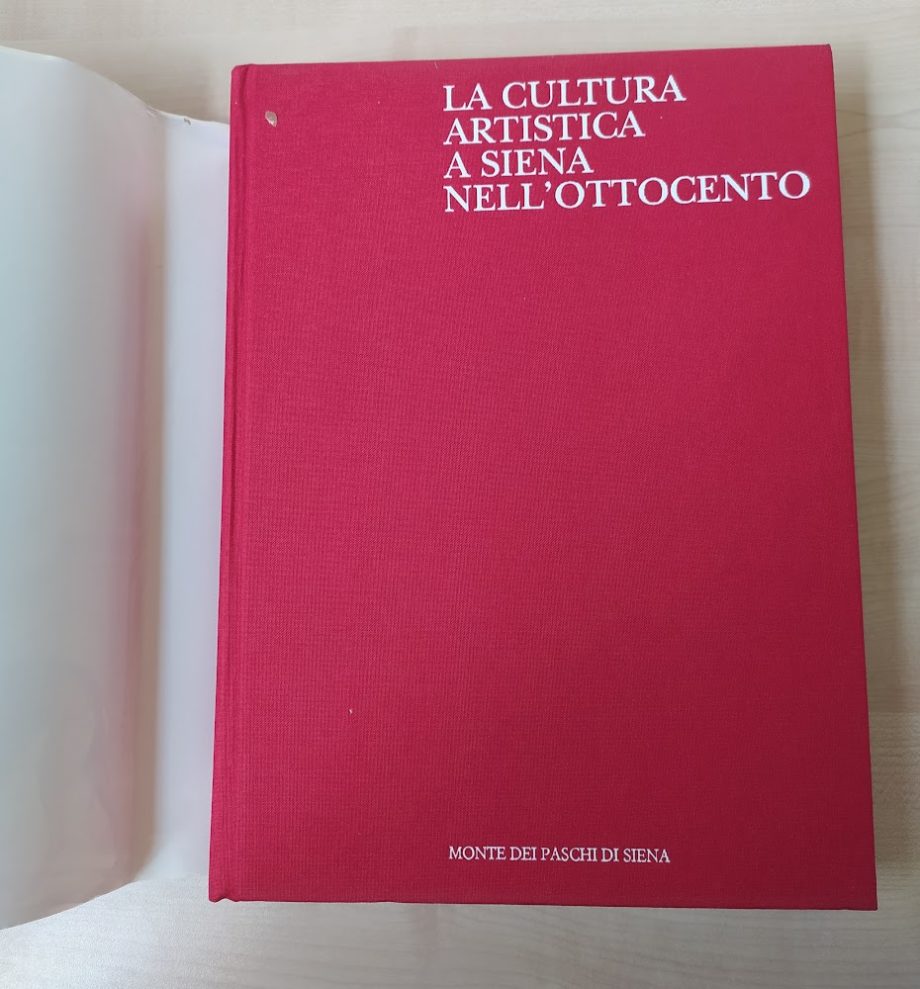 LA CULTURA
ARTISTICA
A SIENA
NELL'OTTOCENTO
MONTE DEI PASCHI DI SIENA